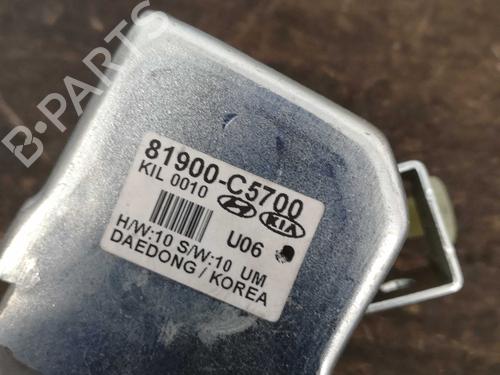 B-PARTS
81900-C5700
KIL 0010
KIA
U06
H/W:10 S/W:10 UM
DAEDONG / KOREA